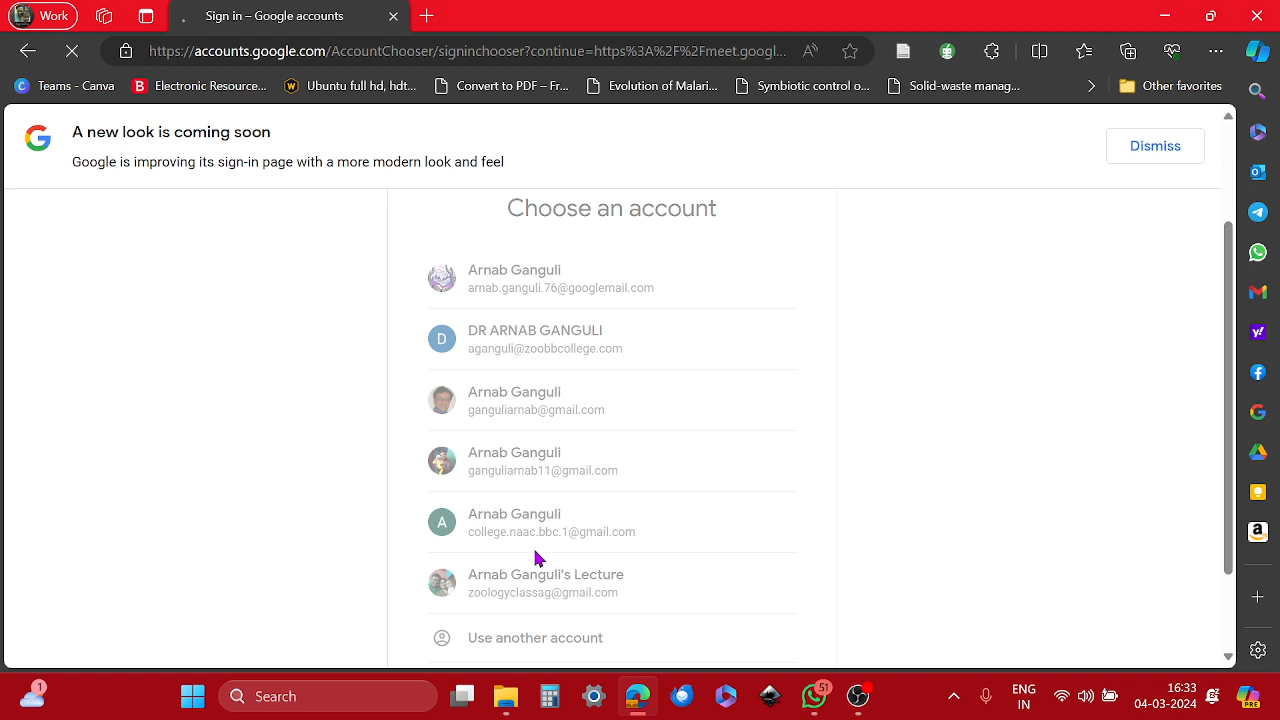 Work
Sign in – Google accounts
https://accounts.google.com/AccountChooser/signinchooser?continue=https%3A%2F%2Fmeet.googl...
Teams - Canva
Electronic Resource...
Ubuntu full hd, hdt...
Convert to PDF – Fr...
Evolution of Malari...
Symbiotic control o...
Solid-waste manag...
Other favorites
A new look is coming soon
Google is improving its sign-in page with a more modern look and feel
Dismiss
Choose an account
Arnab Ganguli
arnab.ganguli.76@googlemail.com
D
DR ARNAB GANGULI
aganguli@zoobbcollege.com
Arnab Ganguli
ganguliarnab@gmail.com
Arnab Ganguli
ganguliarnab11@gmail.com
A
Arnab Ganguli
college.naac.bbc.1@gmail.com
Arnab Ganguli's Lecture
zoologyclassag@gmail.com
Use another account
1
Search
51
ENG
IN
16:33
04-03-2024
PRE